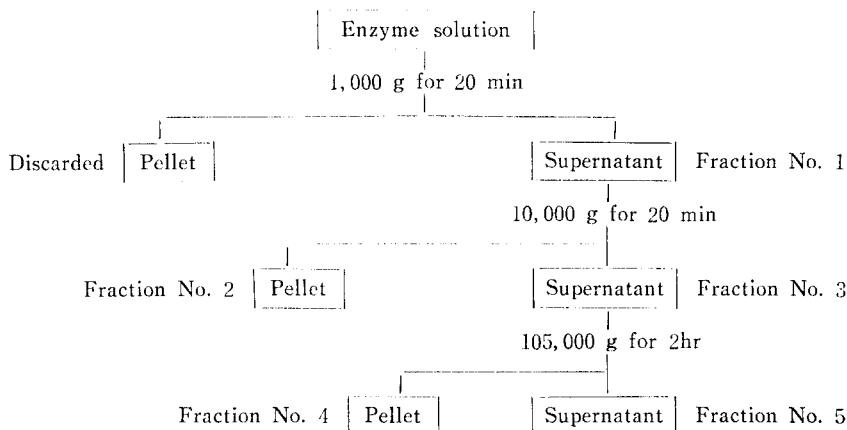 Enzyme solution
1,000 g for 20 min
Discarded Pellet Supernatant Fraction No. 1
10,000 g for 20 min
Fraction No. 2 Pellet Supernatant Fraction No. 3
105,000 g for 2hr
Fraction No. 4 Pellet Supernatant Fraction No. 5